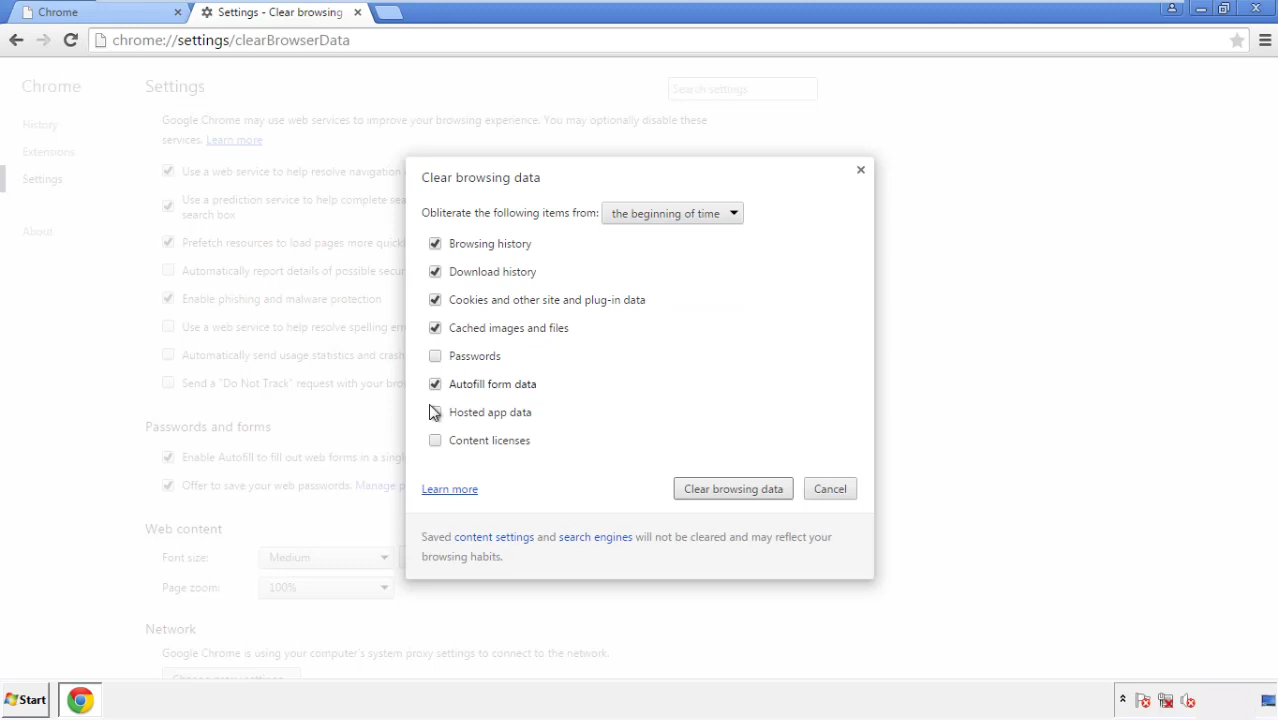 Chrome
Settings - Clear browsing
chrome://settings/clearBrowserData
Chrome
Settings
Search settings
History
Extensions
Settings
About
Google Chrome may use web services to improve your browsing experience. You may optionally disable these
services. Learn more
Use a web service to help resolve navigation
Use a prediction service to help complete
search box
Prefetch resources to load pages more
Automatically report details of possible
Enable phishing and malware protection
Use a web service to help resolve spelling
Automatically send usage statistics and
Send a "Do Not Track" request with your
Passwords and forms
Enable Autofill to fill out web forms in a
Offer to save your web passwords. Manage
Web content
Font size: Medium
Page zoom: 100%
Network
Google Chrome is using your computer's system proxy settings to connect to the network.
Clear browsing data
Obliterate the following items from: the beginning of time
Browsing history
Download history
Cookies and other site and plug-in data
Cached images and files
Passwords
Autofill form data
Hosted app data
Content licenses
Learn more
Clear browsing data
Cancel
Saved content settings and search engines will not be cleared and may reflect your
browsing habits.
Start